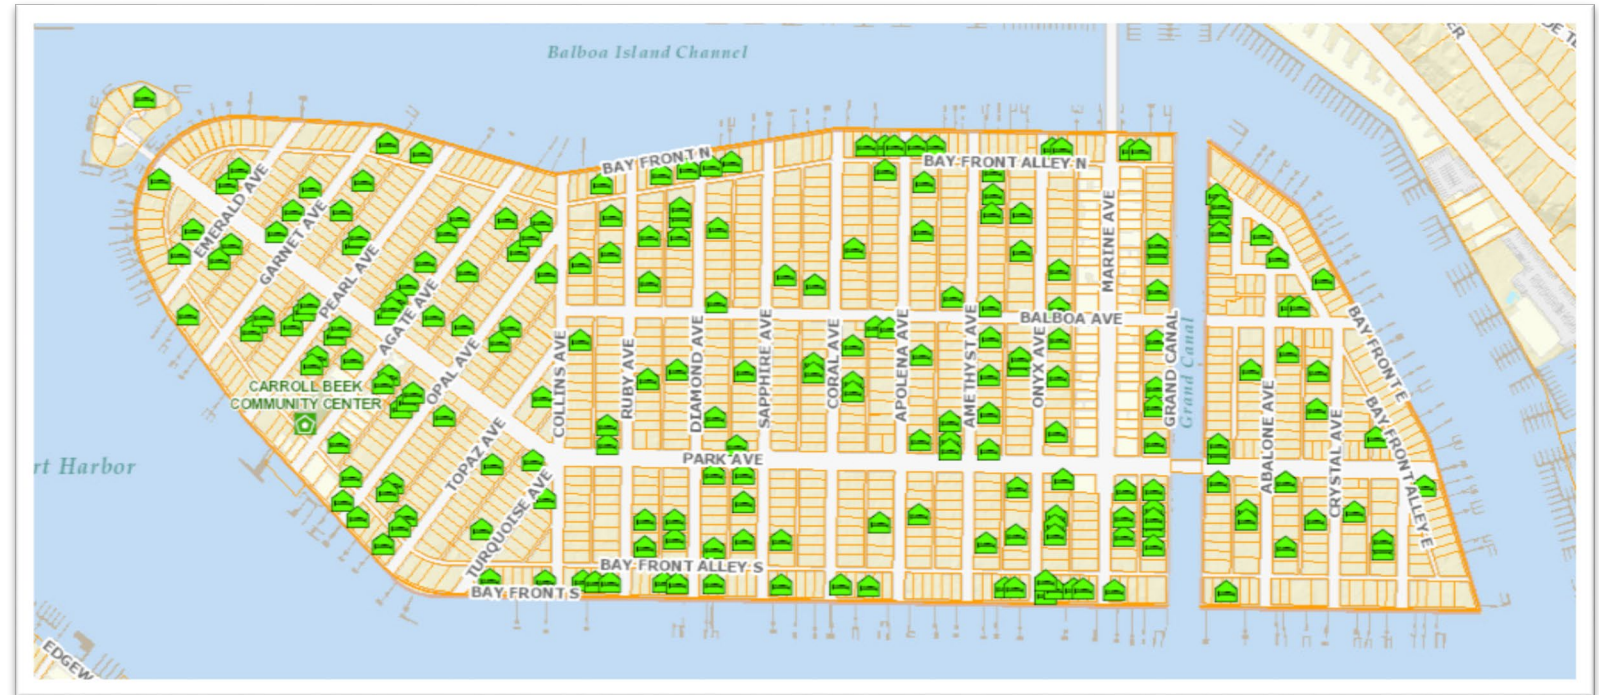 Balboa Island Channel
BAY FRONT N
BAY FRONT ALLEY N
EMERALD AVE
GARNET AVE
PEARL AVE
AGATE AVE
OPAL AVE
TOPAZ AVE
TURQUOISE AVE
COLLINS AVE
RUBY AVE
DIAMOND AVE
SAPPHIRE AVE
CORAL AVE
APOLENA AVE
AMETHYST AVE
ONYX AVE
MARINE AVE
GRAND CANAL
Grand Canal
BALBOA AVE
BAY FRONT E
BAY FRONT ALLEY E
ABALONE AVE
CRYSTAL AVE
CARROLL BEEK
COMMUNITY CENTER
PARK AVE
rt Harbor
BAY FRONT ALLEY S
BAY FRONT S
EDGEW
ER